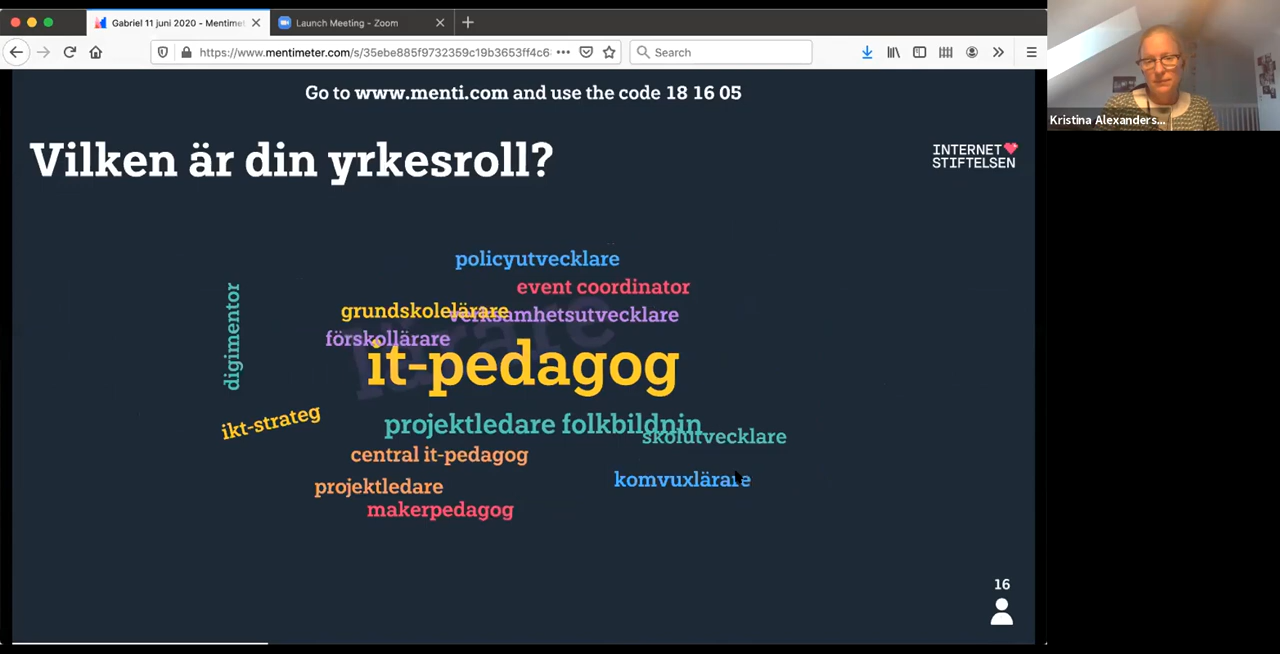 Gabriel 11 juni 2020 - Mentime
Launch Meeting - Zoom
https://www.mentimeter.com/s/35ebe885f9732359c19b3653ff4c6
Search
Go to www.menti.com and use the code 18 16 05
Kristina Alexanders...
Vilken är din yrkesroll?
INTERNET
STIFTELSEN
policyutvecklare
event coordinator
digimentor
grundskolelärare
verksamhetsutvecklare
lärare
förskollärare
it-pedagog
ikt-strateg
projektledare folkbildnin
skolutvecklare
central it-pedagog
komvuxlärare
projektledare
makerpedagog
16